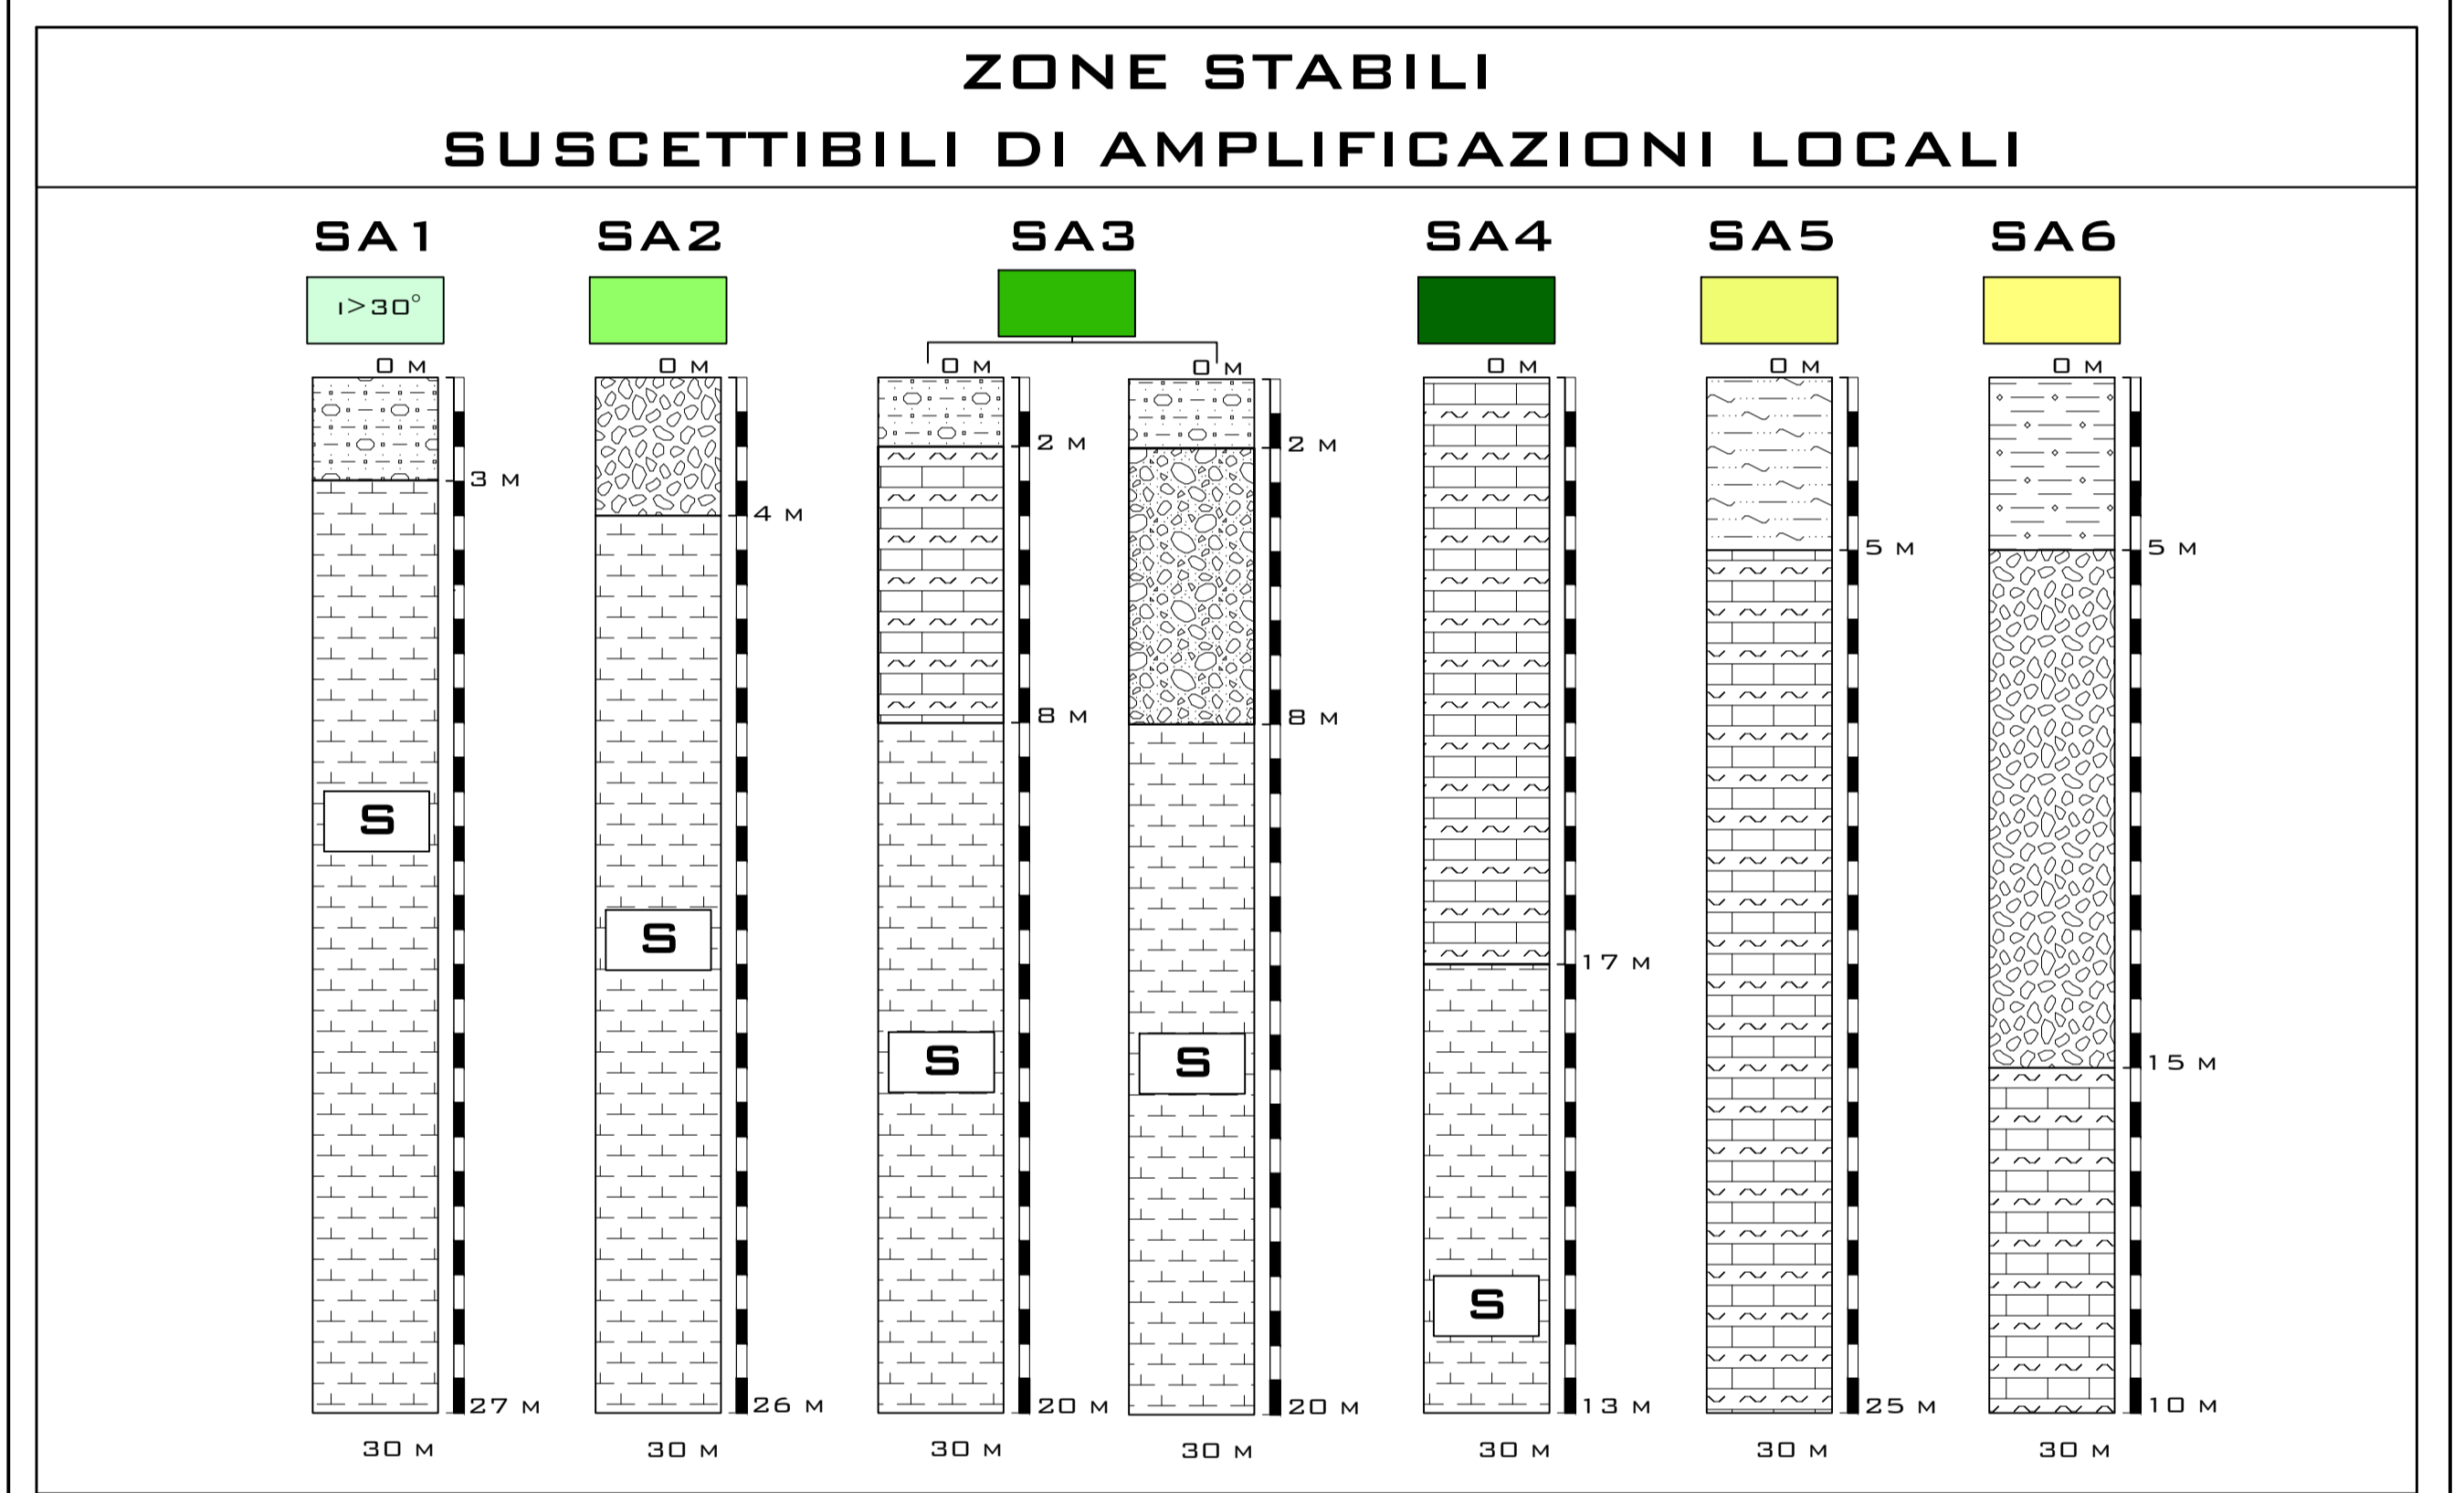 ZONE STABILI
SUSCETTIBILI DI AMPLIFICAZIONI LOCALI
SA1 SA2 SA3 SA4 SA5 SA6
I>30°
0 M 0 M 0 M 0 M 0 M 0 M 0 M
2 M 2 M
3 M
4 M
5 M 5 M
8 M 8 M
S
S
17 M
S S
15 M
S
27 M 26 M 20 M 20 M 13 M 25 M 10 M
30 M 30 M 30 M 30 M 30 M 30 M 30 M